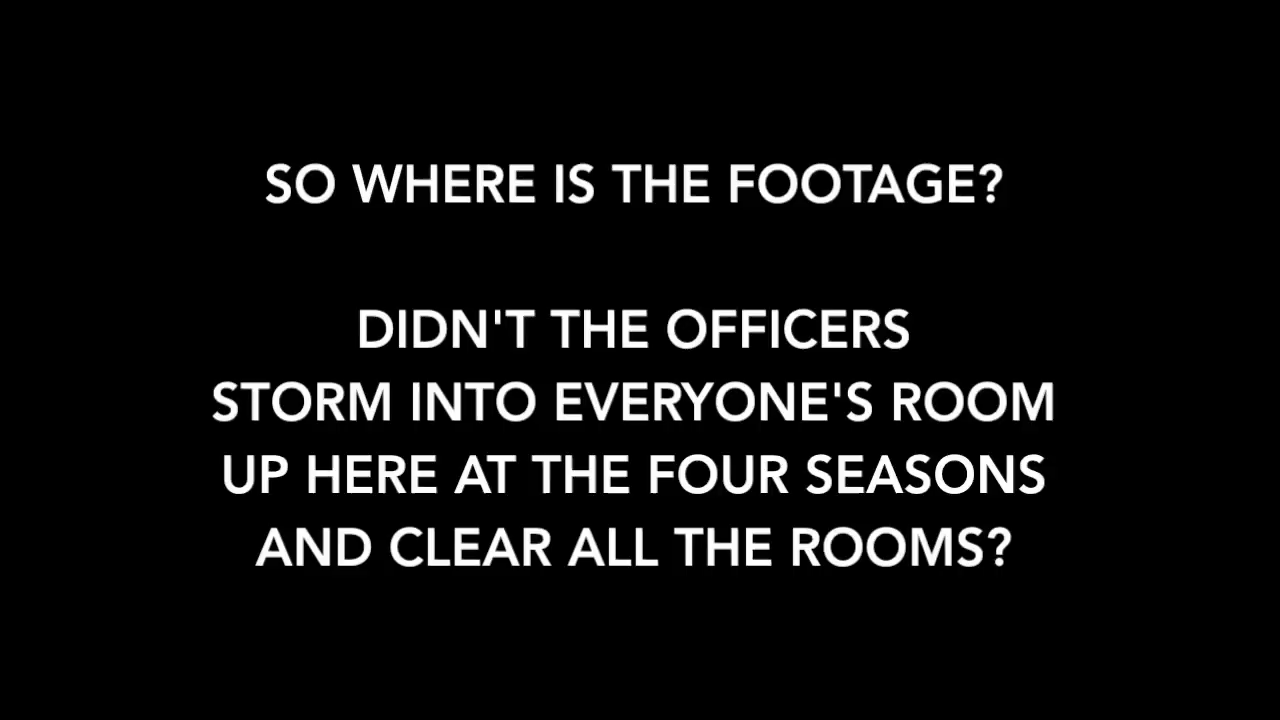 SO WHERE IS THE FOOTAGE?
DIDN'T THE OFFICERS
STORM INTO EVERYONE'S ROOM
UP HERE AT THE FOUR SEASONS
AND CLEAR ALL THE ROOMS?